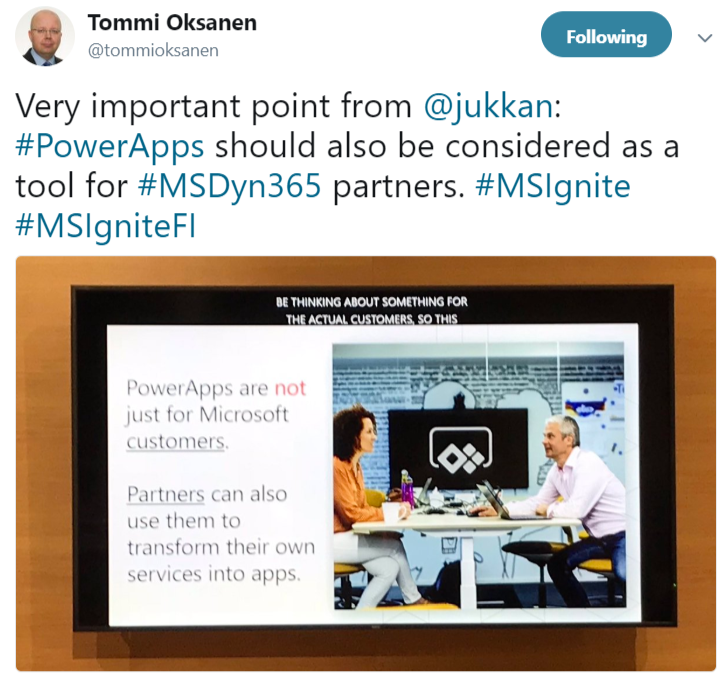 Tommi Oksanen
@tommioksanen
Following
Very important point from @jukkan:
#PowerApps should also be considered as a
tool for #MSDyn365 partners. #MSIgnite
#MSIgniteFI
BE THINKING ABOUT SOMETHING FOR
THE ACTUAL CUSTOMERS, SO THIS
PowerApps are not
just for Microsoft
customers.
Partners can also
use them to
transform their own
services into apps.